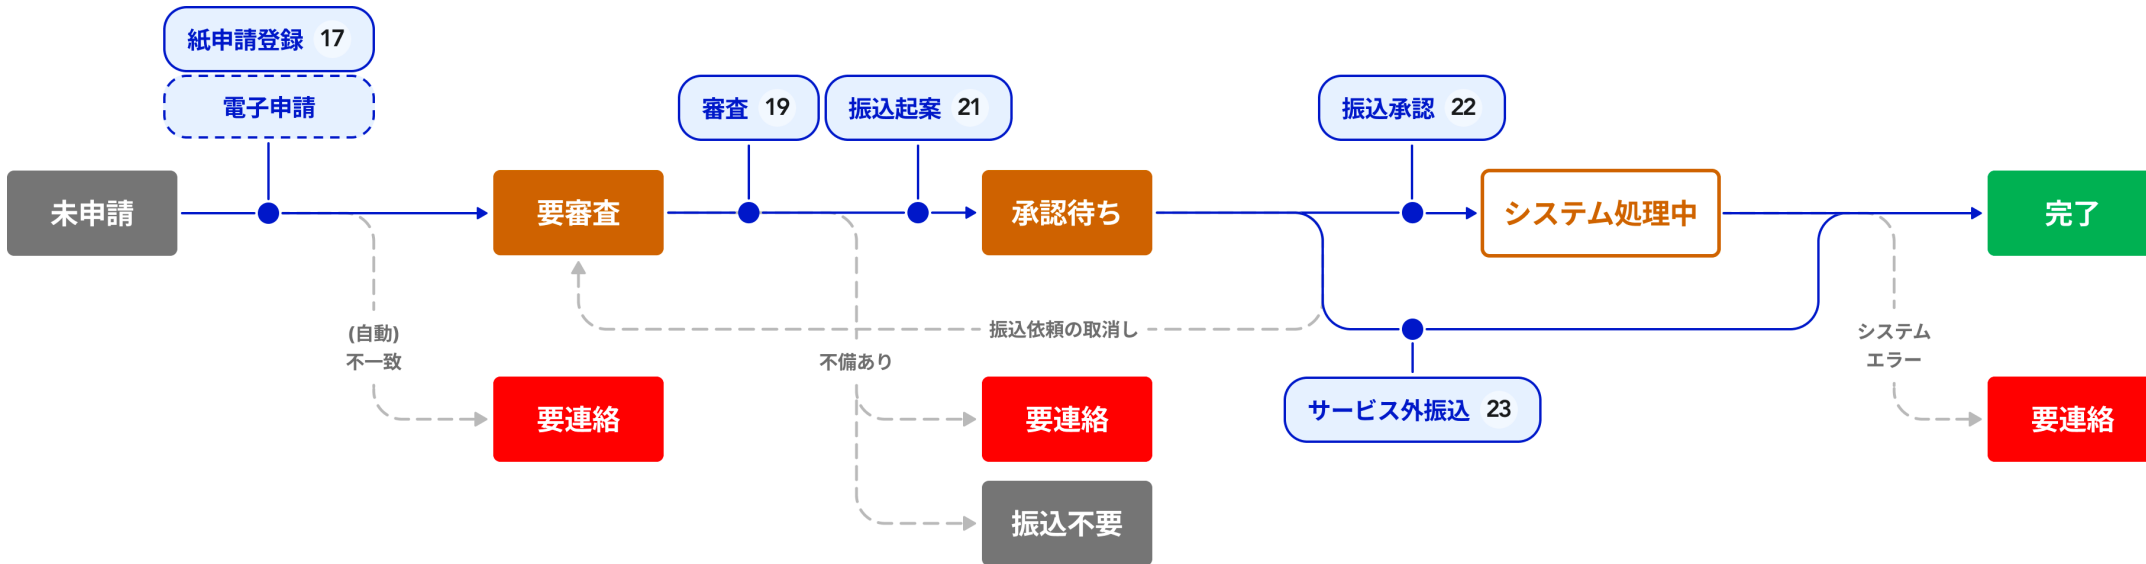 紙申請登録 17
電子申請
審査 19
振込起案 21
振込承認 22
未申請
要審査
承認待ち
システム処理中
完了
(自動)
不一致
振込依頼の取消し
不備あり
システム
エラー
サービス外振込 23
要連絡
要連絡
要連絡
振込不要